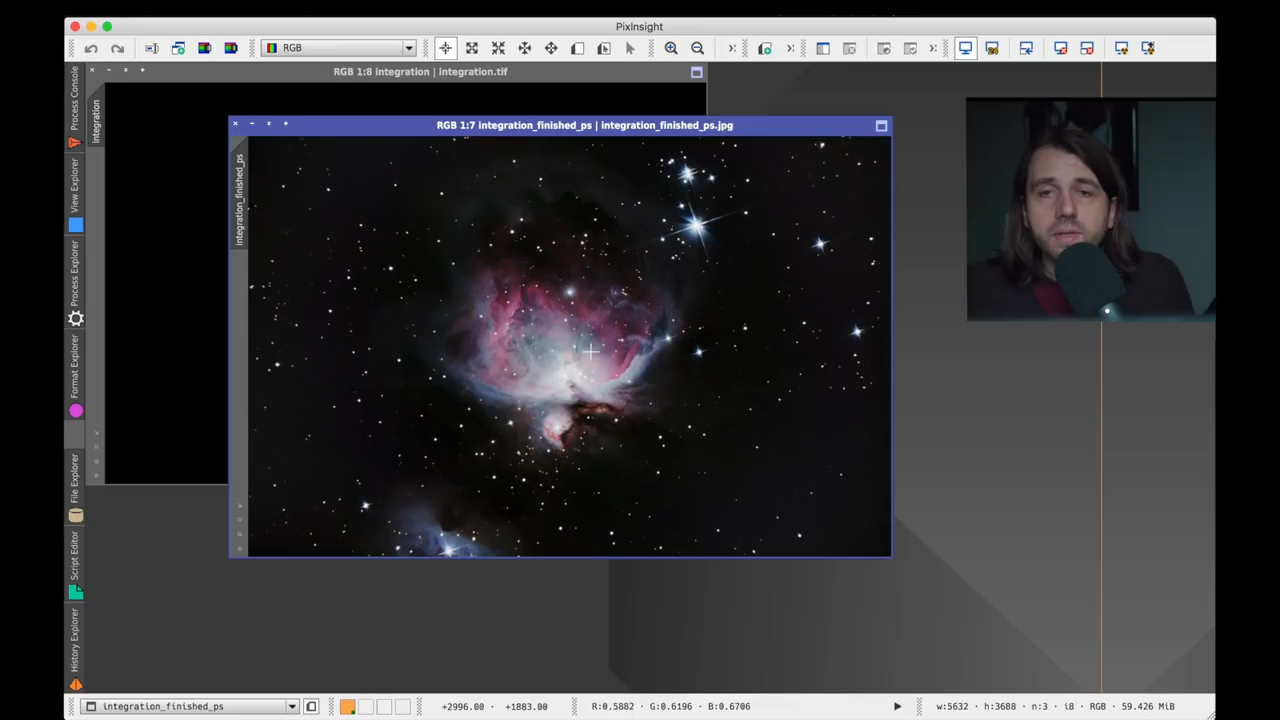 PixInsight
RGB
RGB 1:8 integration | integration.tif
RGB 1:7 integration_finished_ps | integration_finished_ps.jpg
integration
integration_finished_ps
Process Console
View Explorer
Process Explorer
Format Explorer
File Explorer
Script Editor
History Explorer
integration_finished_ps
+2996.00 · +1883.00
R:0.5882 · G:0.6196 · B:0.6706
w:5632 · h:3688 · n:3 · i8 · RGB · 59.426 MiB